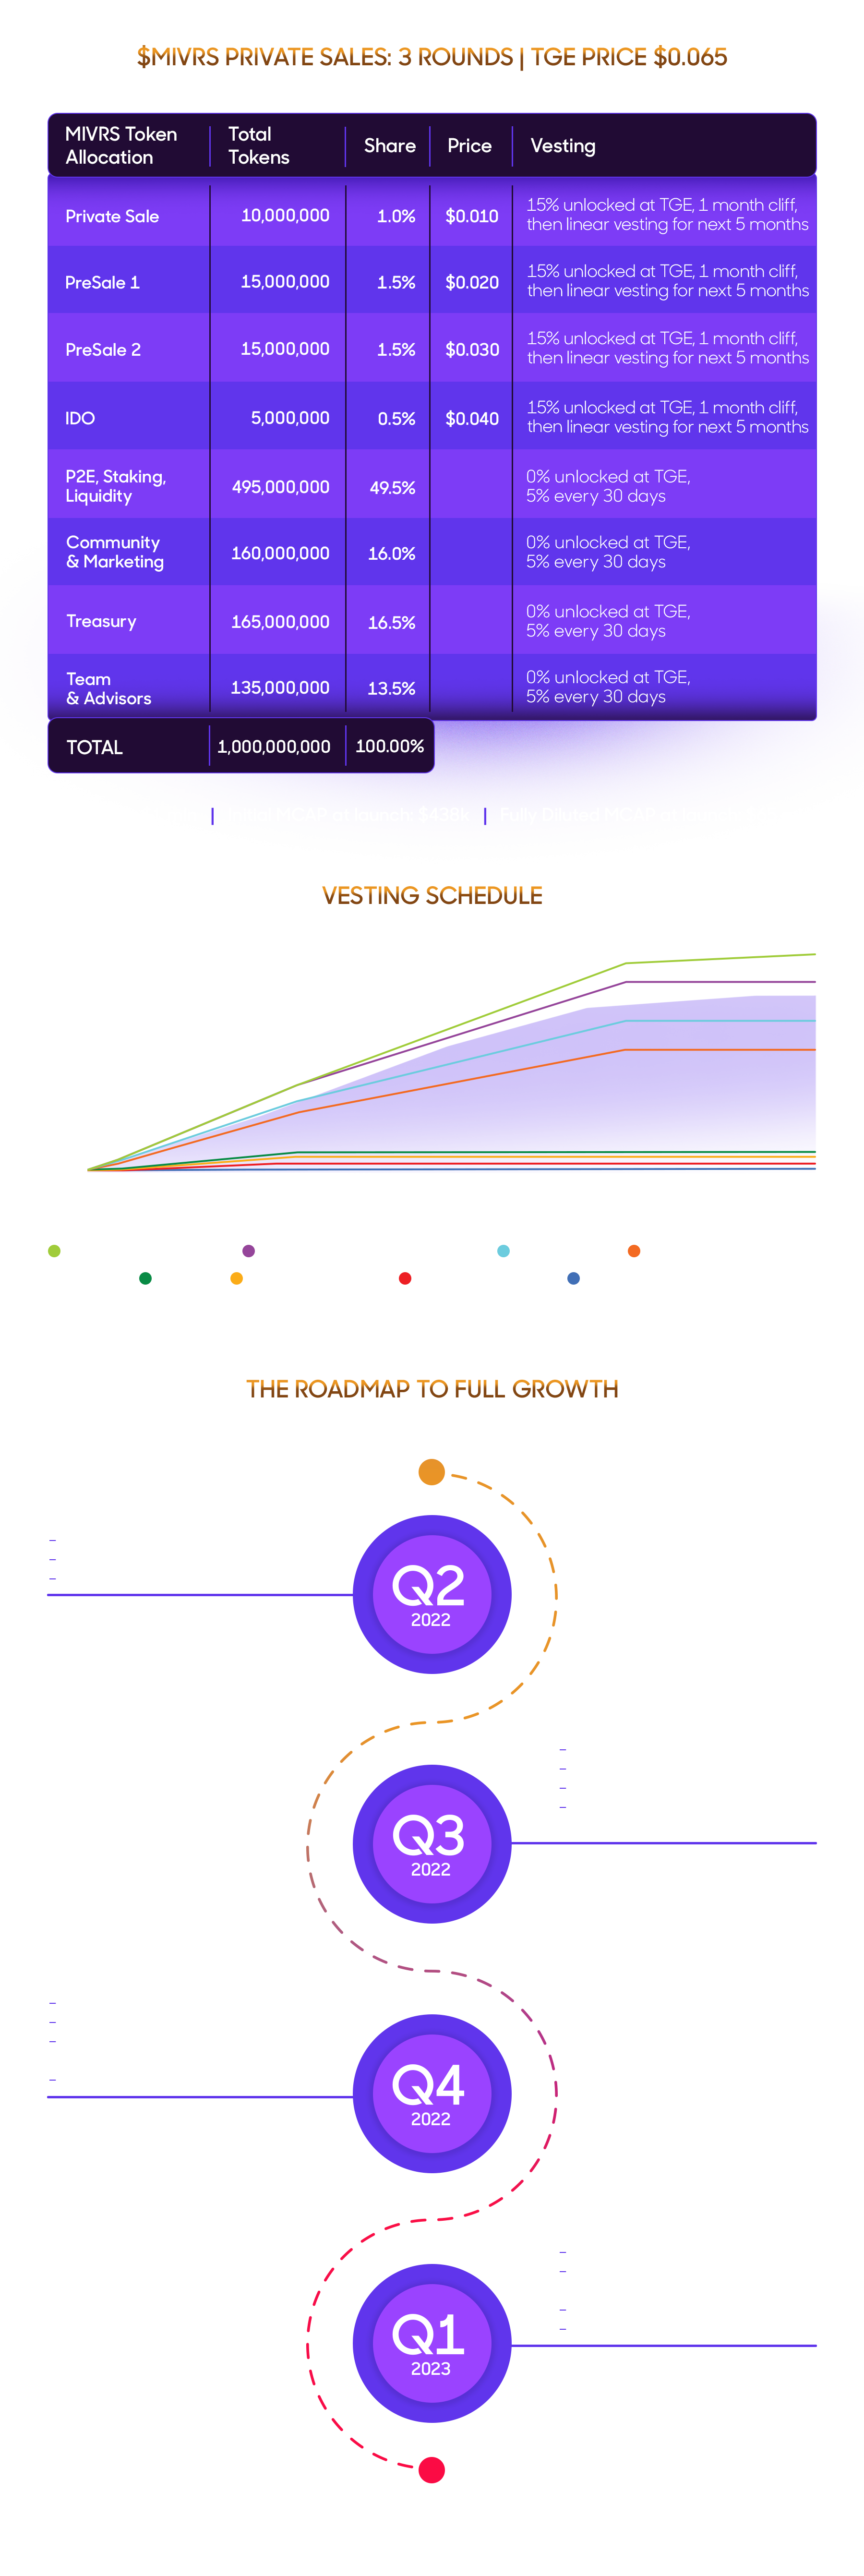 $MIVRS PRIVATE SALES: 3 ROUNDS | TGE PRICE $0.065
MIVRS Token
Allocation
Total
Tokens
Share
Price
Vesting
Private Sale
10,000,000
1.0%
$0.010
15% unlocked at TGE, 1 month cliff,
then linear vesting for next 5 months
PreSale 1
15,000,000
1.5%
$0.020
15% unlocked at TGE, 1 month cliff,
then linear vesting for next 5 months
PreSale 2
15,000,000
1.5%
$0.030
15% unlocked at TGE, 1 month cliff,
then linear vesting for next 5 months
IDO
5,000,000
0.5%
$0.040
15% unlocked at TGE, 1 month cliff,
then linear vesting for next 5 months
P2E, Staking,
Liquidity
495,000,000
49.5%
0% unlocked at TGE,
5% every 30 days
Community
& Marketing
160,000,000
16.0%
0% unlocked at TGE,
5% every 30 days
Treasury
165,000,000
16.5%
0% unlocked at TGE,
5% every 30 days
Team
& Advisors
135,000,000
13.5%
0% unlocked at TGE,
5% every 30 days
TOTAL
1,000,000,000
100.00%
| MCAP at launch: $438k | Fully Diluted MCAP
VESTING SCHEDULE
THE ROADMAP TO FULL GROWTH
Q2
2022
Q3
2022
Q4
2022
Q1
2023